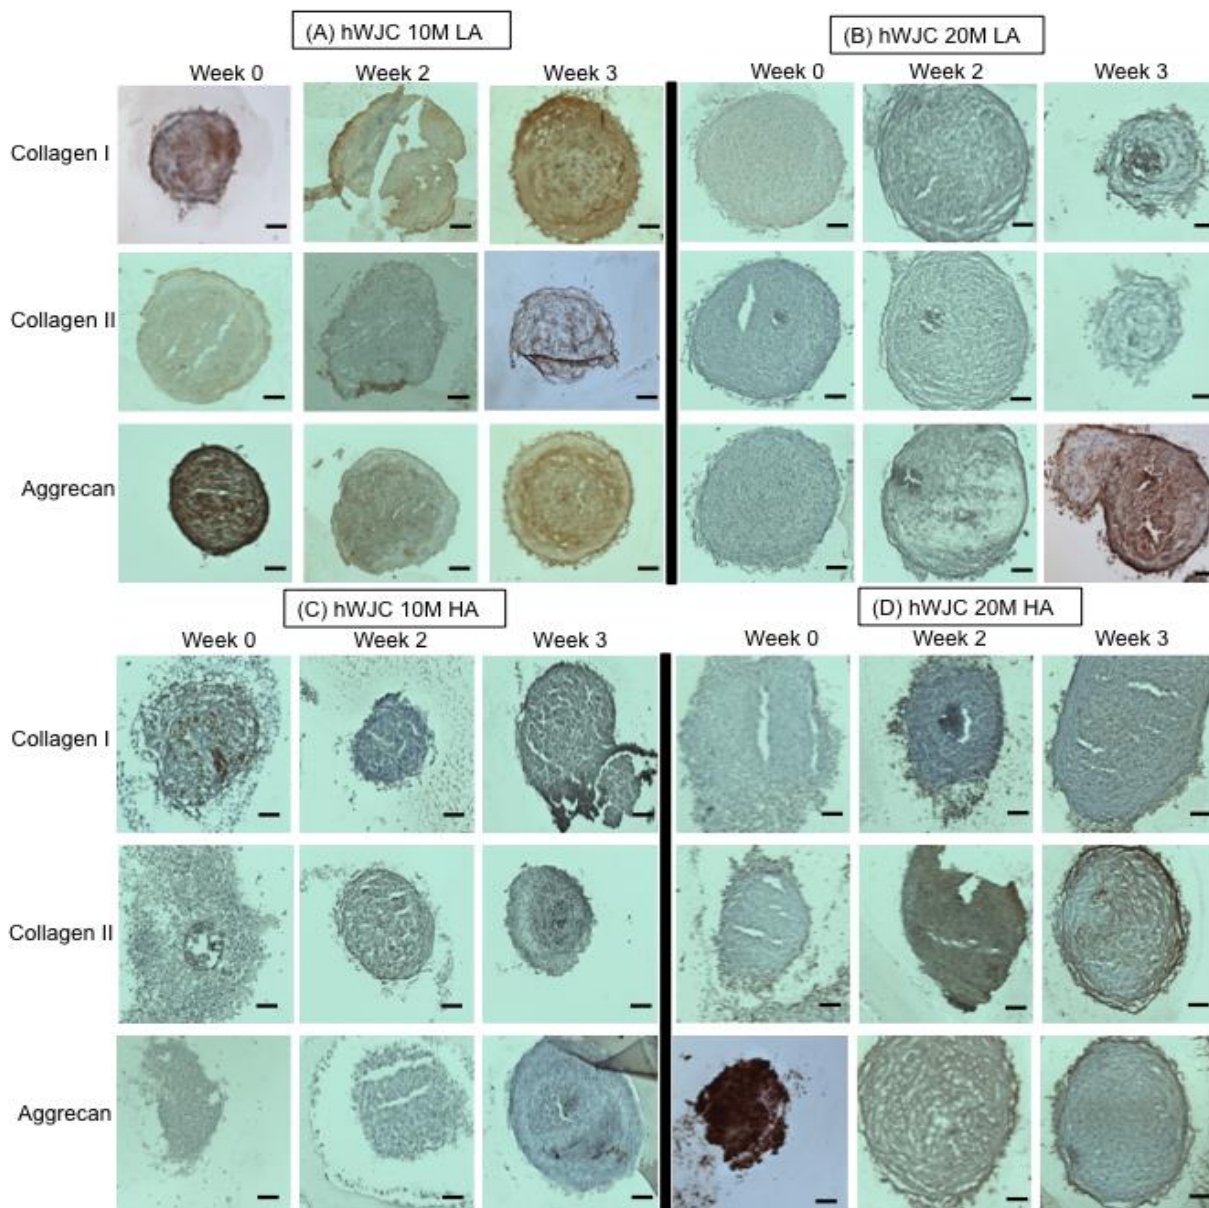 (A) hWJC 10M LA
(B) hWJC 20M LA
Week 0 Week 2 Week 3 Week 0 Week 2 Week 3
Collagen I
Collagen II
Aggrecan
(C) hWJC 10M HA
(D) hWJC 20M HA
Week 0 Week 2 Week 3 Week 0 Week 2 Week 3
Collagen I
Collagen II
Aggrecan